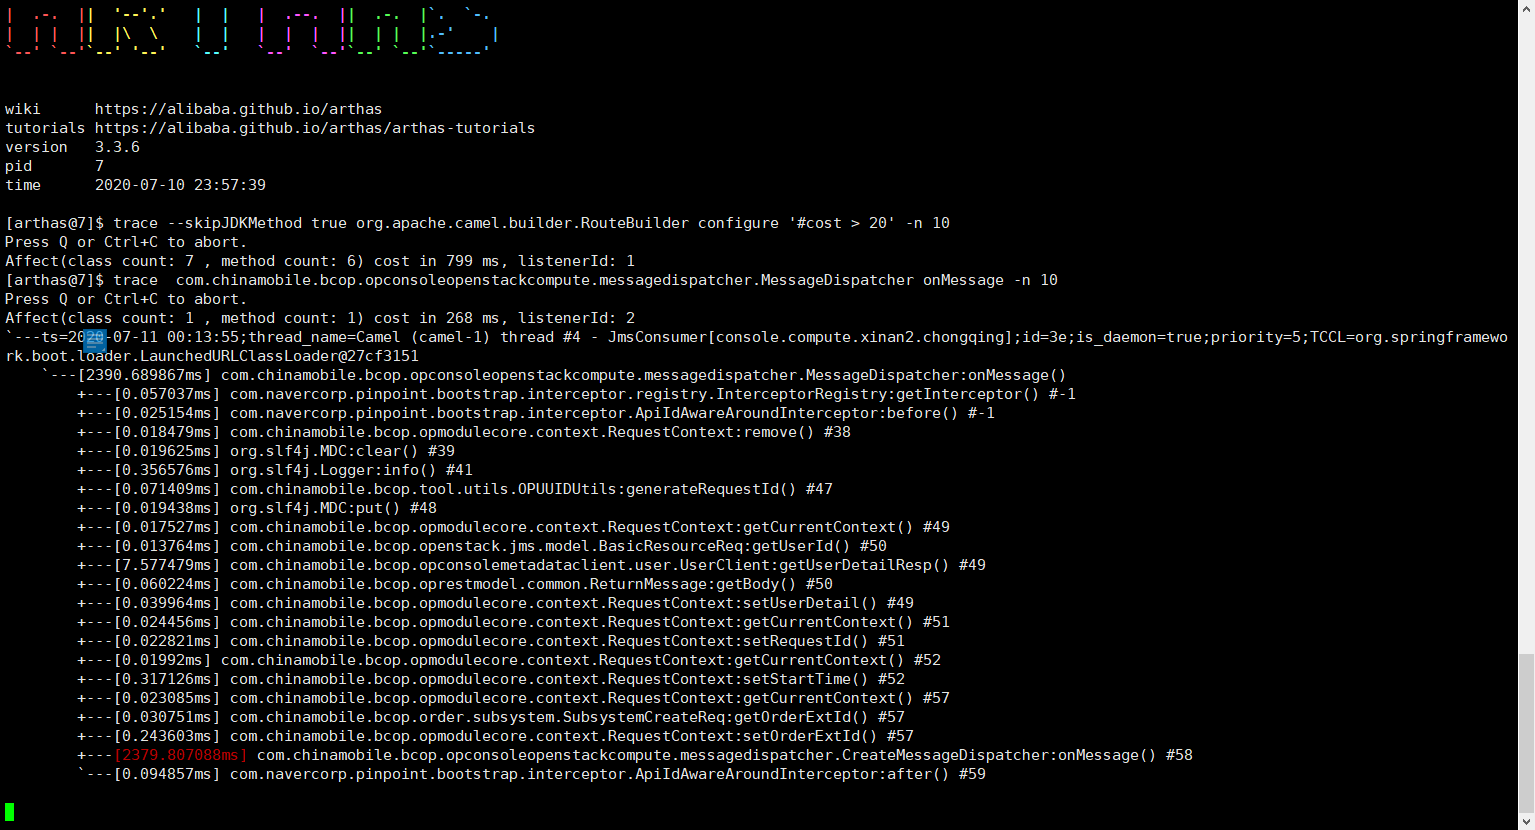 wiki      https://alibaba.github.io/arthas
tutorials https://alibaba.github.io/arthas/arthas-tutorials
version   3.3.6
pid       7
time      2020-07-10 23:57:39
[arthas@7]$ trace --skipJDKMethod true org.apache.camel.builder.RouteBuilder configure '#cost > 20' -n 10
Press Q or Ctrl+C to abort.
Affect(class count: 7 , method count: 6) cost in 799 ms, listenerId: 1
[arthas@7]$ trace  com.chinamobile.bcop.opconsoleopenstackcompute.messagedispatcher.MessageDispatcher onMessage -n 10
Press Q or Ctrl+C to abort.
Affect(class count: 1 , method count: 1) cost in 268 ms, listenerId: 2
`---ts=2020-07-11 00:13:55;thread_name=Camel (camel-1) thread #4 - JmsConsumer[console.compute.xinan2.chongqing];id=3e;is_daemon=true;priority=5;TCCL=org.springframewo
rk.boot.loader.LaunchedURLClassLoader@27cf3151
    `---[2390.689867ms] com.chinamobile.bcop.opconsoleopenstackcompute.messagedispatcher.MessageDispatcher:onMessage()
        +---[0.057037ms] com.navercorp.pinpoint.bootstrap.interceptor.registry.InterceptorRegistry:getInterceptor() #-1
        +---[0.025154ms] com.navercorp.pinpoint.bootstrap.interceptor.ApiIdAwareAroundInterceptor:before() #-1
        +---[0.018479ms] com.chinamobile.bcop.opmodulecore.context.RequestContext:remove() #38
        +---[0.019625ms] org.slf4j.MDC:clear() #39
        +---[0.356576ms] org.slf4j.Logger:info() #41
        +---[0.071409ms] com.chinamobile.bcop.tool.utils.OPUUIDUtils:generateRequestId() #47
        +---[0.019438ms] org.slf4j.MDC:put() #48
        +---[0.017527ms] com.chinamobile.bcop.opmodulecore.context.RequestContext:getCurrentContext() #49
        +---[0.013764ms] com.chinamobile.bcop.openstack.jms.model.BasicResourceReq:getUserId() #50
        +---[7.577479ms] com.chinamobile.bcop.opconsolemetadataclient.user.UserClient:getUserDetailResp() #49
        +---[0.060224ms] com.chinamobile.bcop.oprestmodel.common.ReturnMessage:getBody() #50
        +---[0.039964ms] com.chinamobile.bcop.opmodulecore.context.RequestContext:setUserDetail() #49
        +---[0.024456ms] com.chinamobile.bcop.opmodulecore.context.RequestContext:getCurrentContext() #51
        +---[0.022821ms] com.chinamobile.bcop.opmodulecore.context.RequestContext:setRequestId() #51
        +---[0.01992ms] com.chinamobile.bcop.opmodulecore.context.RequestContext:getCurrentContext() #52
        +---[0.317126ms] com.chinamobile.bcop.opmodulecore.context.RequestContext:setStartTime() #52
        +---[0.023085ms] com.chinamobile.bcop.opmodulecore.context.RequestContext:getCurrentContext() #57
        +---[0.030751ms] com.chinamobile.bcop.order.subsystem.SubsystemCreateReq:getOrderExtId() #57
        +---[0.243603ms] com.chinamobile.bcop.opmodulecore.context.RequestContext:setOrderExtId() #57
        +---[2379.807088ms] com.chinamobile.bcop.opconsoleopenstackcompute.messagedispatcher.CreateMessageDispatcher:onMessage() #58
        `---[0.094857ms] com.navercorp.pinpoint.bootstrap.interceptor.ApiIdAwareAroundInterceptor:after() #59